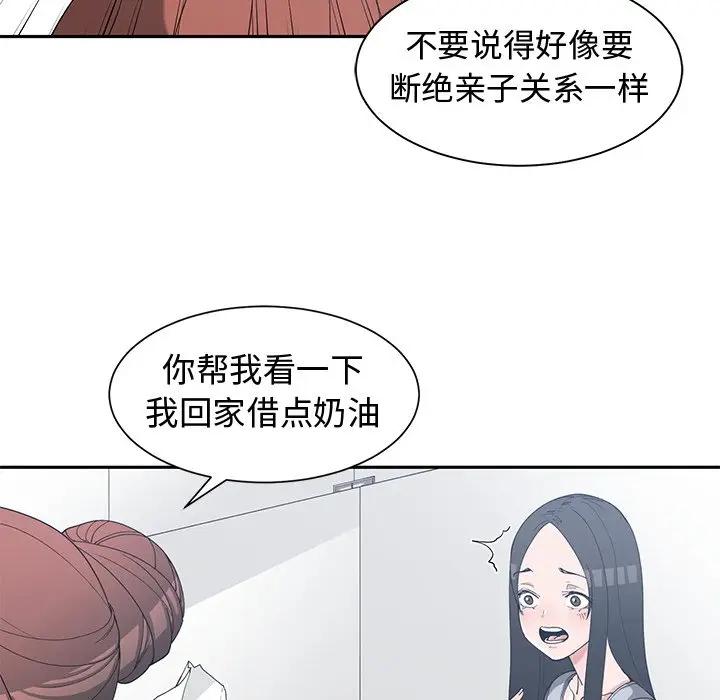 不要说得好像要
断绝亲子关系一样
你帮我看一下
我回家借点奶油